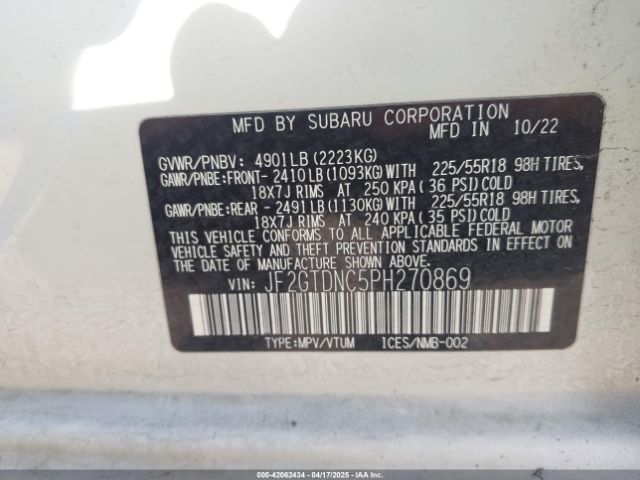 MFD BY SUBARU CORPORATION
MFD IN 10/22
GVWR/PNBV: 4901LB (2223KG)
GAWR/PNBE:FRONT- 2410LB(1093KG)WITH 225/55R18 98H TIRES,
18X7J RIMS AT 250 KPA ( 36 PSI) COLD
GAWR/PNBE:REAR - 2491LB(1130KG)WITH 225/55R18 98H TIRES,
18X7J RIMS AT 240 KPA ( 35 PSI) COLD
THIS VEHICLE CONFORMS TO ALL APPLICABLE FEDERAL MOTOR
VEHICLE SAFETY AND THEFT PREVENTION STANDARDS IN EFFECT
ON THE DATE OF MANUFACTURE SHOWN ABOVE.
VIN: JF2GTDNC5PH270869
TYPE:MPV/VTUM ICES/NMB-002
000-42062434 - 04/17/2025 - IAAI.COM